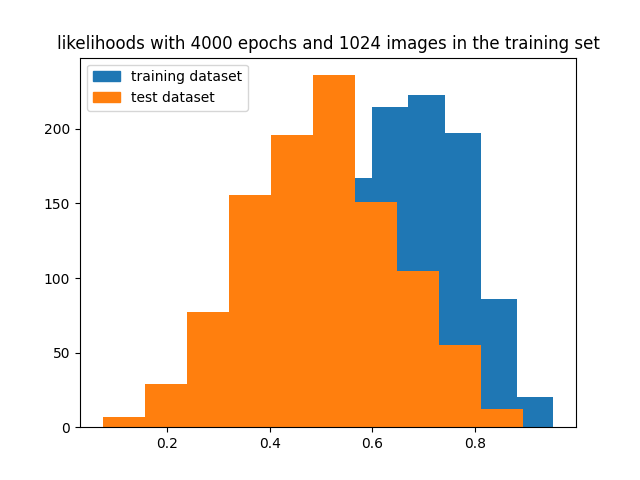 likelihoods with 4000 epochs and 1024 images in the training set
training dataset
test dataset
200
150
100
50
0
0.2 0.4 0.6 0.8